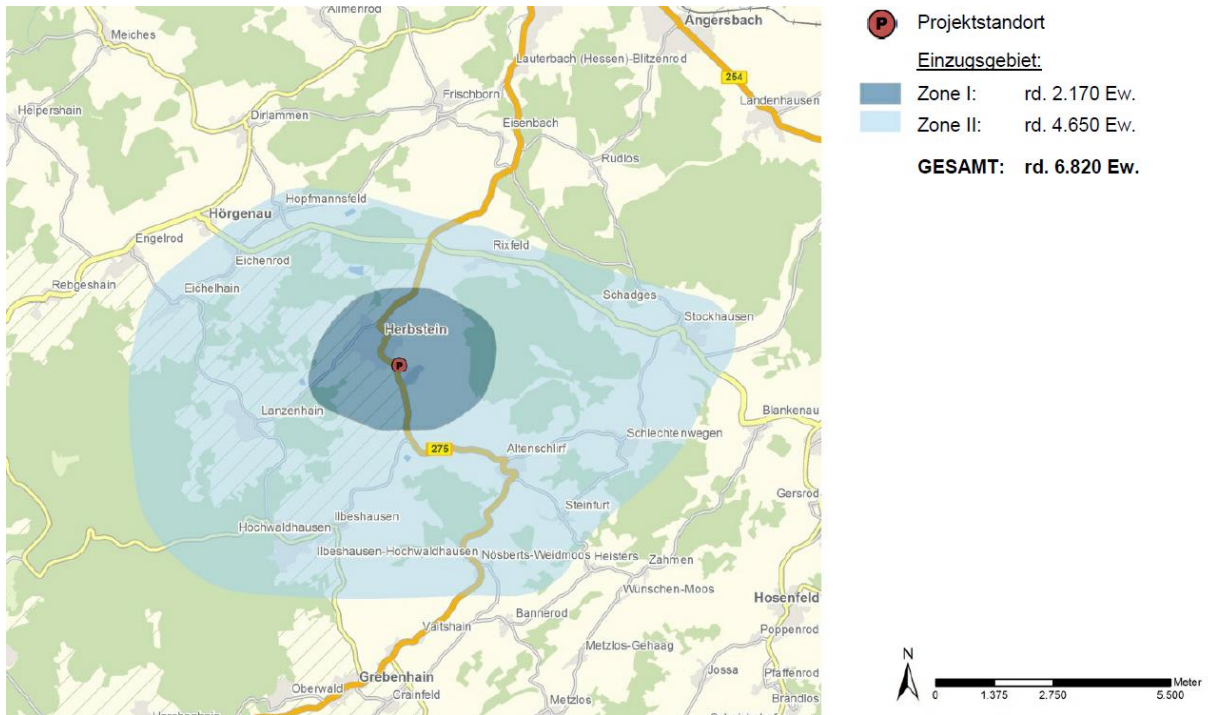 Allmenrod
Meiches
Angersbach
Lauterbach (Hessen)-Blitzenrod
254
Frischborn
Landenhausen
Helpershain
Dirlammen
Eisenbach
Rudlos
Hopfmannsfeld
Hörgenau
Engelrod
Rixfeld
Eichenrod
Rebgeshain
Eichelhain
Schadges
Stockhausen
Herbstein
P
Lanzenhain
Blankenau
Schlechtenwegen
275
Altenschlirf
Gersrod
Steinfurt
Ilbeshausen
Hochwaldhausen
Ilbeshausen-Hochwaldhausen
Nösberts-Weidmoos
Heisters
Zahmen
Wünschen-Moos
Hosenfeld
Bannerod
Vaitshain
Poppenrod
Metzlos-Gehaag
Jossa
Pfaffenrod
Grebenhain
Oberwald
Crainfeld
Metzlos
Brandlos
P Projektstandort
Einzugsgebiet:
Zone I: rd. 2.170 Ew.
Zone II: rd. 4.650 Ew.
GESAMT: rd. 6.820 Ew.
N
Meter
0 1.375 2.750 5.500